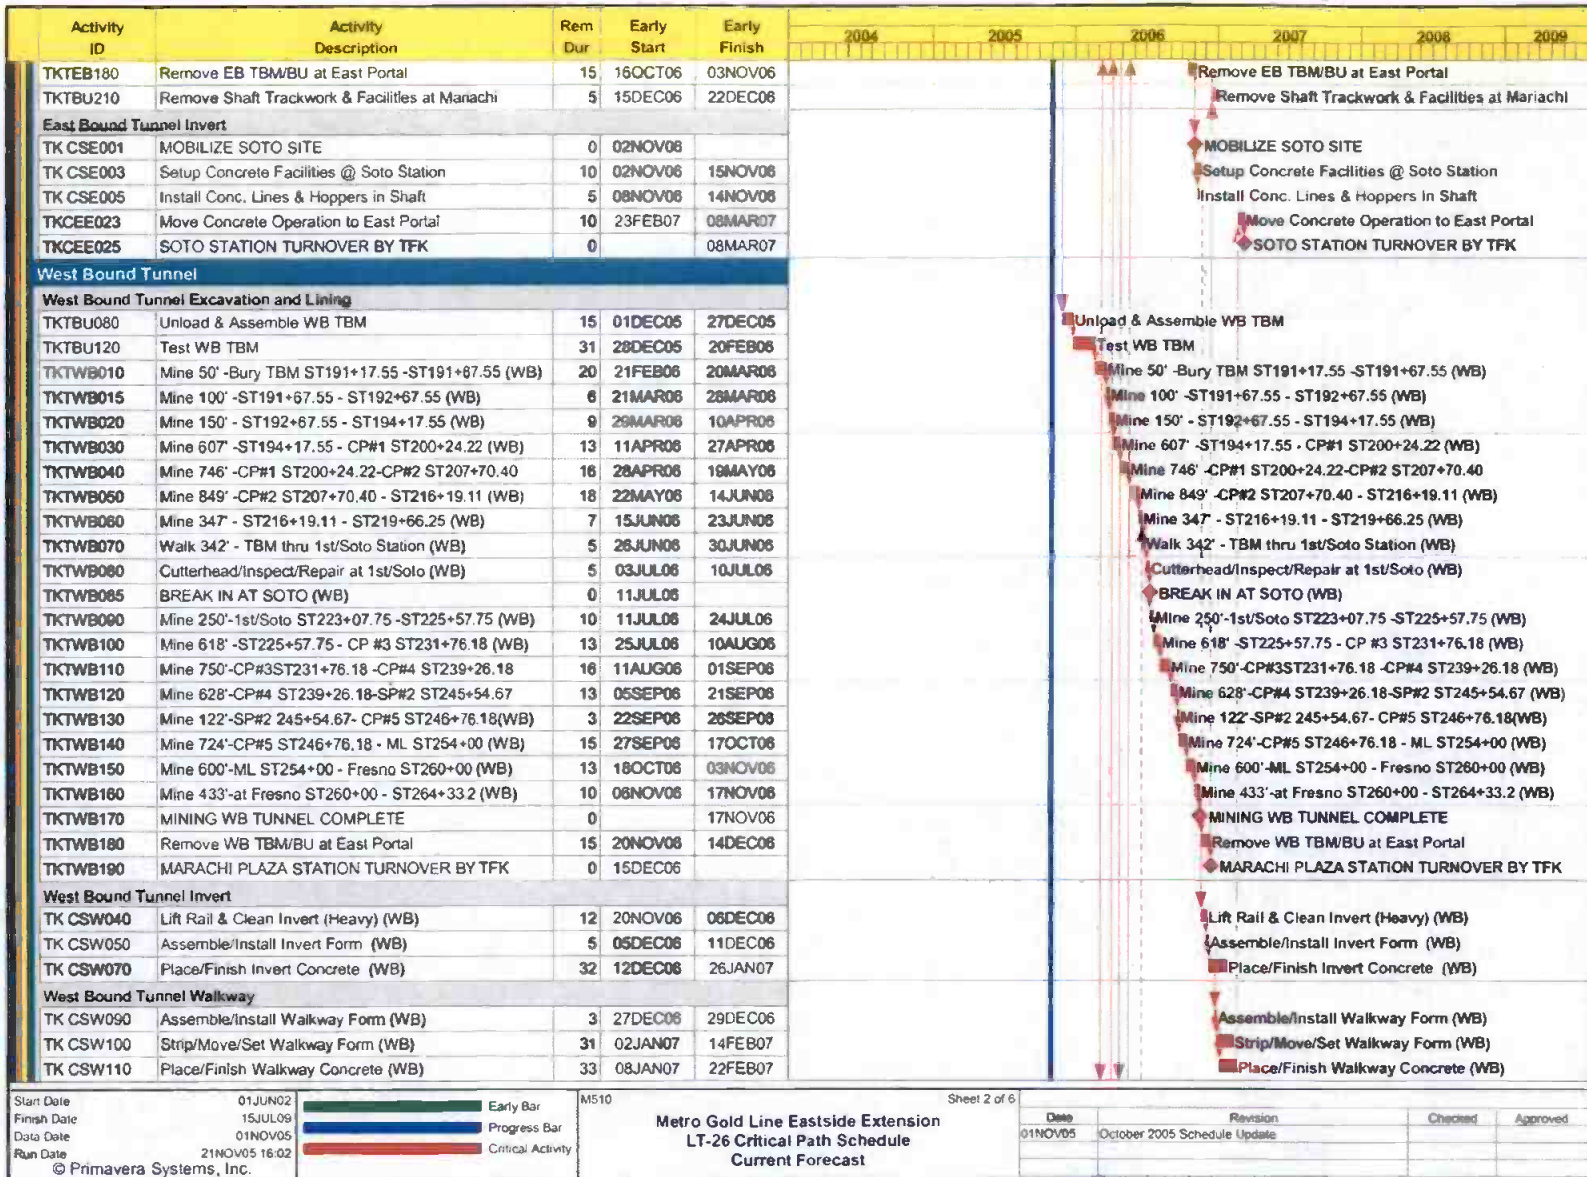 Activity ID Activity Description Rem Dur Early Start Early Finish 2004 2005 2006 2007 2008 2009
TKTEB180 Remove EB TBM/BU at East Portal 15 16OCT06 03NOV06 Remove EB TBM/BU at East Portal
TKTBU210 Remove Shaft Trackwork & Facilities at Mariachi 5 15DEC06 22DEC06 Remove Shaft Trackwork & Facilities at Mariachi
East Bound Tunnel Invert
TK CSE001 MOBILIZE SOTO SITE 0 02NOV06 MOBILIZE SOTO SITE
TK CSE003 Setup Concrete Facilities @ Soto Station 10 02NOV06 15NOV06 Setup Concrete Facilities @ Soto Station
TK CSE005 Install Conc. Lines & Hoppers in Shaft 5 08NOV06 14NOV06 Install Conc. Lines & Hoppers in Shaft
TKCEE023 Move Concrete Operation to East Portal 10 23FEB07 08MAR07 Move Concrete Operation to East Portal
TKCEE025 SOTO STATION TURNOVER BY TFK 0 08MAR07 SOTO STATION TURNOVER BY TFK
West Bound Tunnel
West Bound Tunnel Excavation and Lining
TKTBU080 Unload & Assemble WB TBM 15 01DEC05 27DEC05 Unload & Assemble WB TBM
TKTBU120 Test WB TBM 31 28DEC05 20FEB06 Test WB TBM
TKTWB010 Mine 50' -Bury TBM ST191+17.55 -ST191+67.55 (WB) 20 21FEB06 20MAR06 Mine 50' -Bury TBM ST191+17.55 -ST191+67.55 (WB)
TKTWB015 Mine 100' -ST191+67.55 - ST192+67.55 (WB) 6 21MAR06 28MAR06 Mine 100' -ST191+67.55 - ST192+67.55 (WB)
TKTWB020 Mine 150' - ST192+67.55 - ST194+17.55 (WB) 9 29MAR06 10APR06 Mine 150' - ST192+67.55 - ST194+17.55 (WB)
TKTWB030 Mine 607' -ST194+17.55 - CP#1 ST200+24.22 (WB) 13 11APR06 27APR06 Mine 607' -ST194+17.55 - CP#1 ST200+24.22 (WB)
TKTWB040 Mine 746' -CP#1 ST200+24.22-CP#2 ST207+70.40 16 28APR06 19MAY06 Mine 746' -CP#1 ST200+24.22-CP#2 ST207+70.40
TKTWB050 Mine 849' -CP#2 ST207+70.40 - ST216+19.11 (WB) 18 22MAY06 14JUN06 Mine 849' -CP#2 ST207+70.40 - ST216+19.11 (WB)
TKTWB060 Mine 347' - ST216+19.11 - ST219+66.25 (WB) 7 15JUN06 23JUN06 Mine 347' - ST216+19.11 - ST219+66.25 (WB)
TKTWB070 Walk 342' - TBM thru 1st/Soto Station (WB) 5 26JUN06 30JUN06 Walk 342' - TBM thru 1st/Soto Station (WB)
TKTWB080 Cutterhead/Inspect/Repair at 1st/Soto (WB) 5 03JUL06 10JUL06 Cutterhead/Inspect/Repair at 1st/Soto (WB)
TKTWB085 BREAK IN AT SOTO (WB) 0 11JUL06 BREAK IN AT SOTO (WB)
TKTWB090 Mine 250'-1st/Soto ST223+07.75 -ST225+57.75 (WB) 10 11JUL06 24JUL06 Mine 250'-1st/Soto ST223+07.75 -ST225+57.75 (WB)
TKTWB100 Mine 618' -ST225+57.75 - CP #3 ST231+76.18 (WB) 13 25JUL06 10AUG06 Mine 618' -ST225+57.75 - CP #3 ST231+76.18 (WB)
TKTWB110 Mine 750'-CP#3ST231+76.18 -CP#4 ST239+26.18 16 11AUG06 01SEP06 Mine 750'-CP#3ST231+76.18 -CP#4 ST239+26.18 (WB)
TKTWB120 Mine 628'-CP#4 ST239+26.18-SP#2 ST245+54.67 13 05SEP06 21SEP06 Mine 628'-CP#4 ST239+26.18-SP#2 ST245+54.67 (WB)
TKTWB130 Mine 122'-SP#2 245+54.67- CP#5 ST246+76.18(WB) 3 22SEP06 26SEP06 Mine 122'-SP#2 245+54.67- CP#5 ST246+76.18(WB)
TKTWB140 Mine 724'-CP#5 ST246+76.18 - ML ST254+00 (WB) 15 27SEP06 17OCT06 Mine 724'-CP#5 ST246+76.18 - ML ST254+00 (WB)
TKTWB150 Mine 600'-ML ST254+00 - Fresno ST260+00 (WB) 13 18OCT06 03NOV06 Mine 600'-ML ST254+00 - Fresno ST260+00 (WB)
TKTWB160 Mine 433'-at Fresno ST260+00 - ST264+33.2 (WB) 10 06NOV06 17NOV06 Mine 433'-at Fresno ST260+00 - ST264+33.2 (WB)
TKTWB170 MINING WB TUNNEL COMPLETE 0 17NOV06 MINING WB TUNNEL COMPLETE
TKTWB180 Remove WB TBM/BU at East Portal 15 20NOV06 14DEC06 Remove WB TBM/BU at East Portal
TKTWB190 MARACHI PLAZA STATION TURNOVER BY TFK 0 15DEC06 MARACHI PLAZA STATION TURNOVER BY TFK
West Bound Tunnel Invert
TK CSW040 Lift Rail & Clean Invert (Heavy) (WB) 12 20NOV06 06DEC06 Lift Rail & Clean Invert (Heavy) (WB)
TK CSW050 Assemble/Install Invert Form (WB) 5 05DEC06 11DEC06 Assemble/Install Invert Form (WB)
TK CSW070 Place/Finish Invert Concrete (WB) 32 12DEC06 26JAN07 Place/Finish Invert Concrete (WB)
West Bound Tunnel Walkway
TK CSW090 Assemble/Install Walkway Form (WB) 3 27DEC06 29DEC06 Assemble/Install Walkway Form (WB)
TK CSW100 Strip/Move/Set Walkway Form (WB) 31 02JAN07 14FEB07 Strip/Move/Set Walkway Form (WB)
TK CSW110 Place/Finish Walkway Concrete (WB) 33 08JAN07 22FEB07 Place/Finish Walkway Concrete (WB)
Start Date 01JUN02
Finish Date 15JUL09
Data Date 01NOV05
Run Date 21NOV05 16:02
© Primavera Systems, Inc.
Early Bar
Progress Bar
Critical Activity
M510 Sheet 2 of 6
Metro Gold Line Eastside Extension
LT-26 Critical Path Schedule
Current Forecast
Date Revision Checked Approved
01NOV05 October 2005 Schedule Update